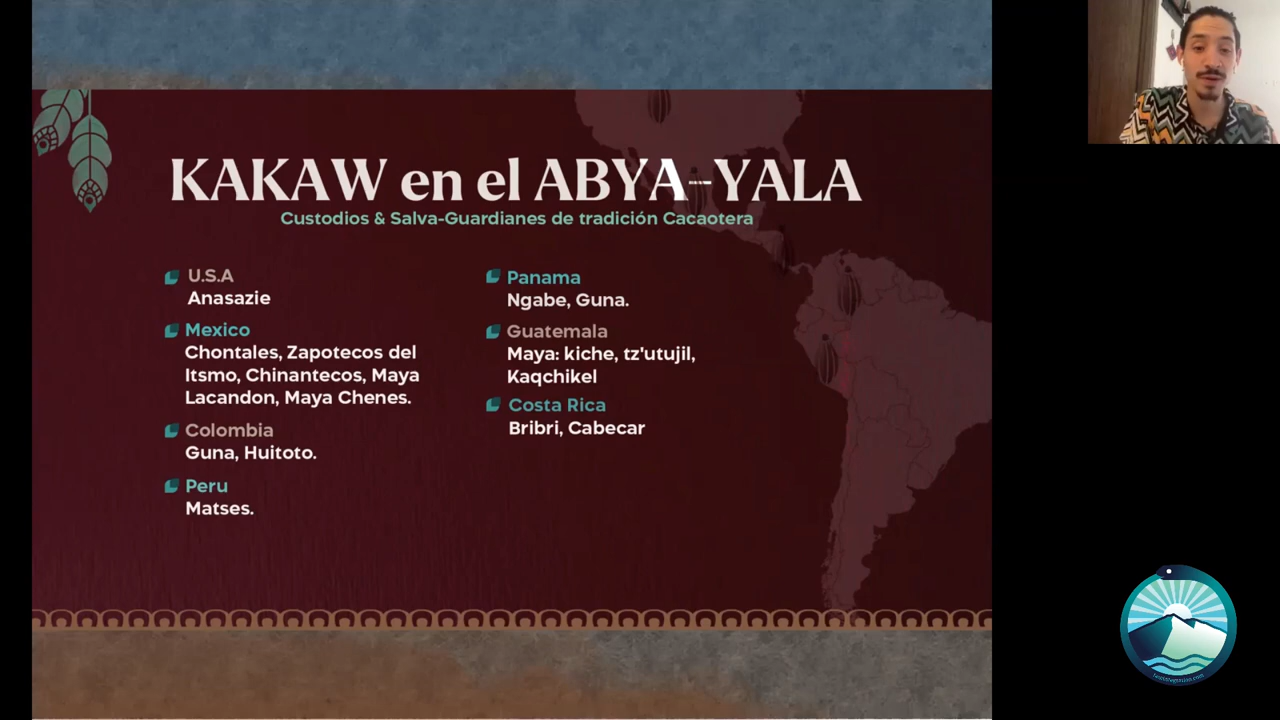 KAKAW en el ABYA-YALA
Custodios & Salva-Guardianes de tradición Cacaotera
U.S.A
Anasazie
Mexico
Chontales, Zapotecos del
Itsmo, Chinantecos, Maya
Lacandon, Maya Chenes.
Colombia
Guna, Huitoto.
Peru
Matses.
Panama
Ngabe, Guna.
Guatemala
Maya: kiche, tz'utujil,
Kaqchikel
Costa Rica
Bribri, Cabecar